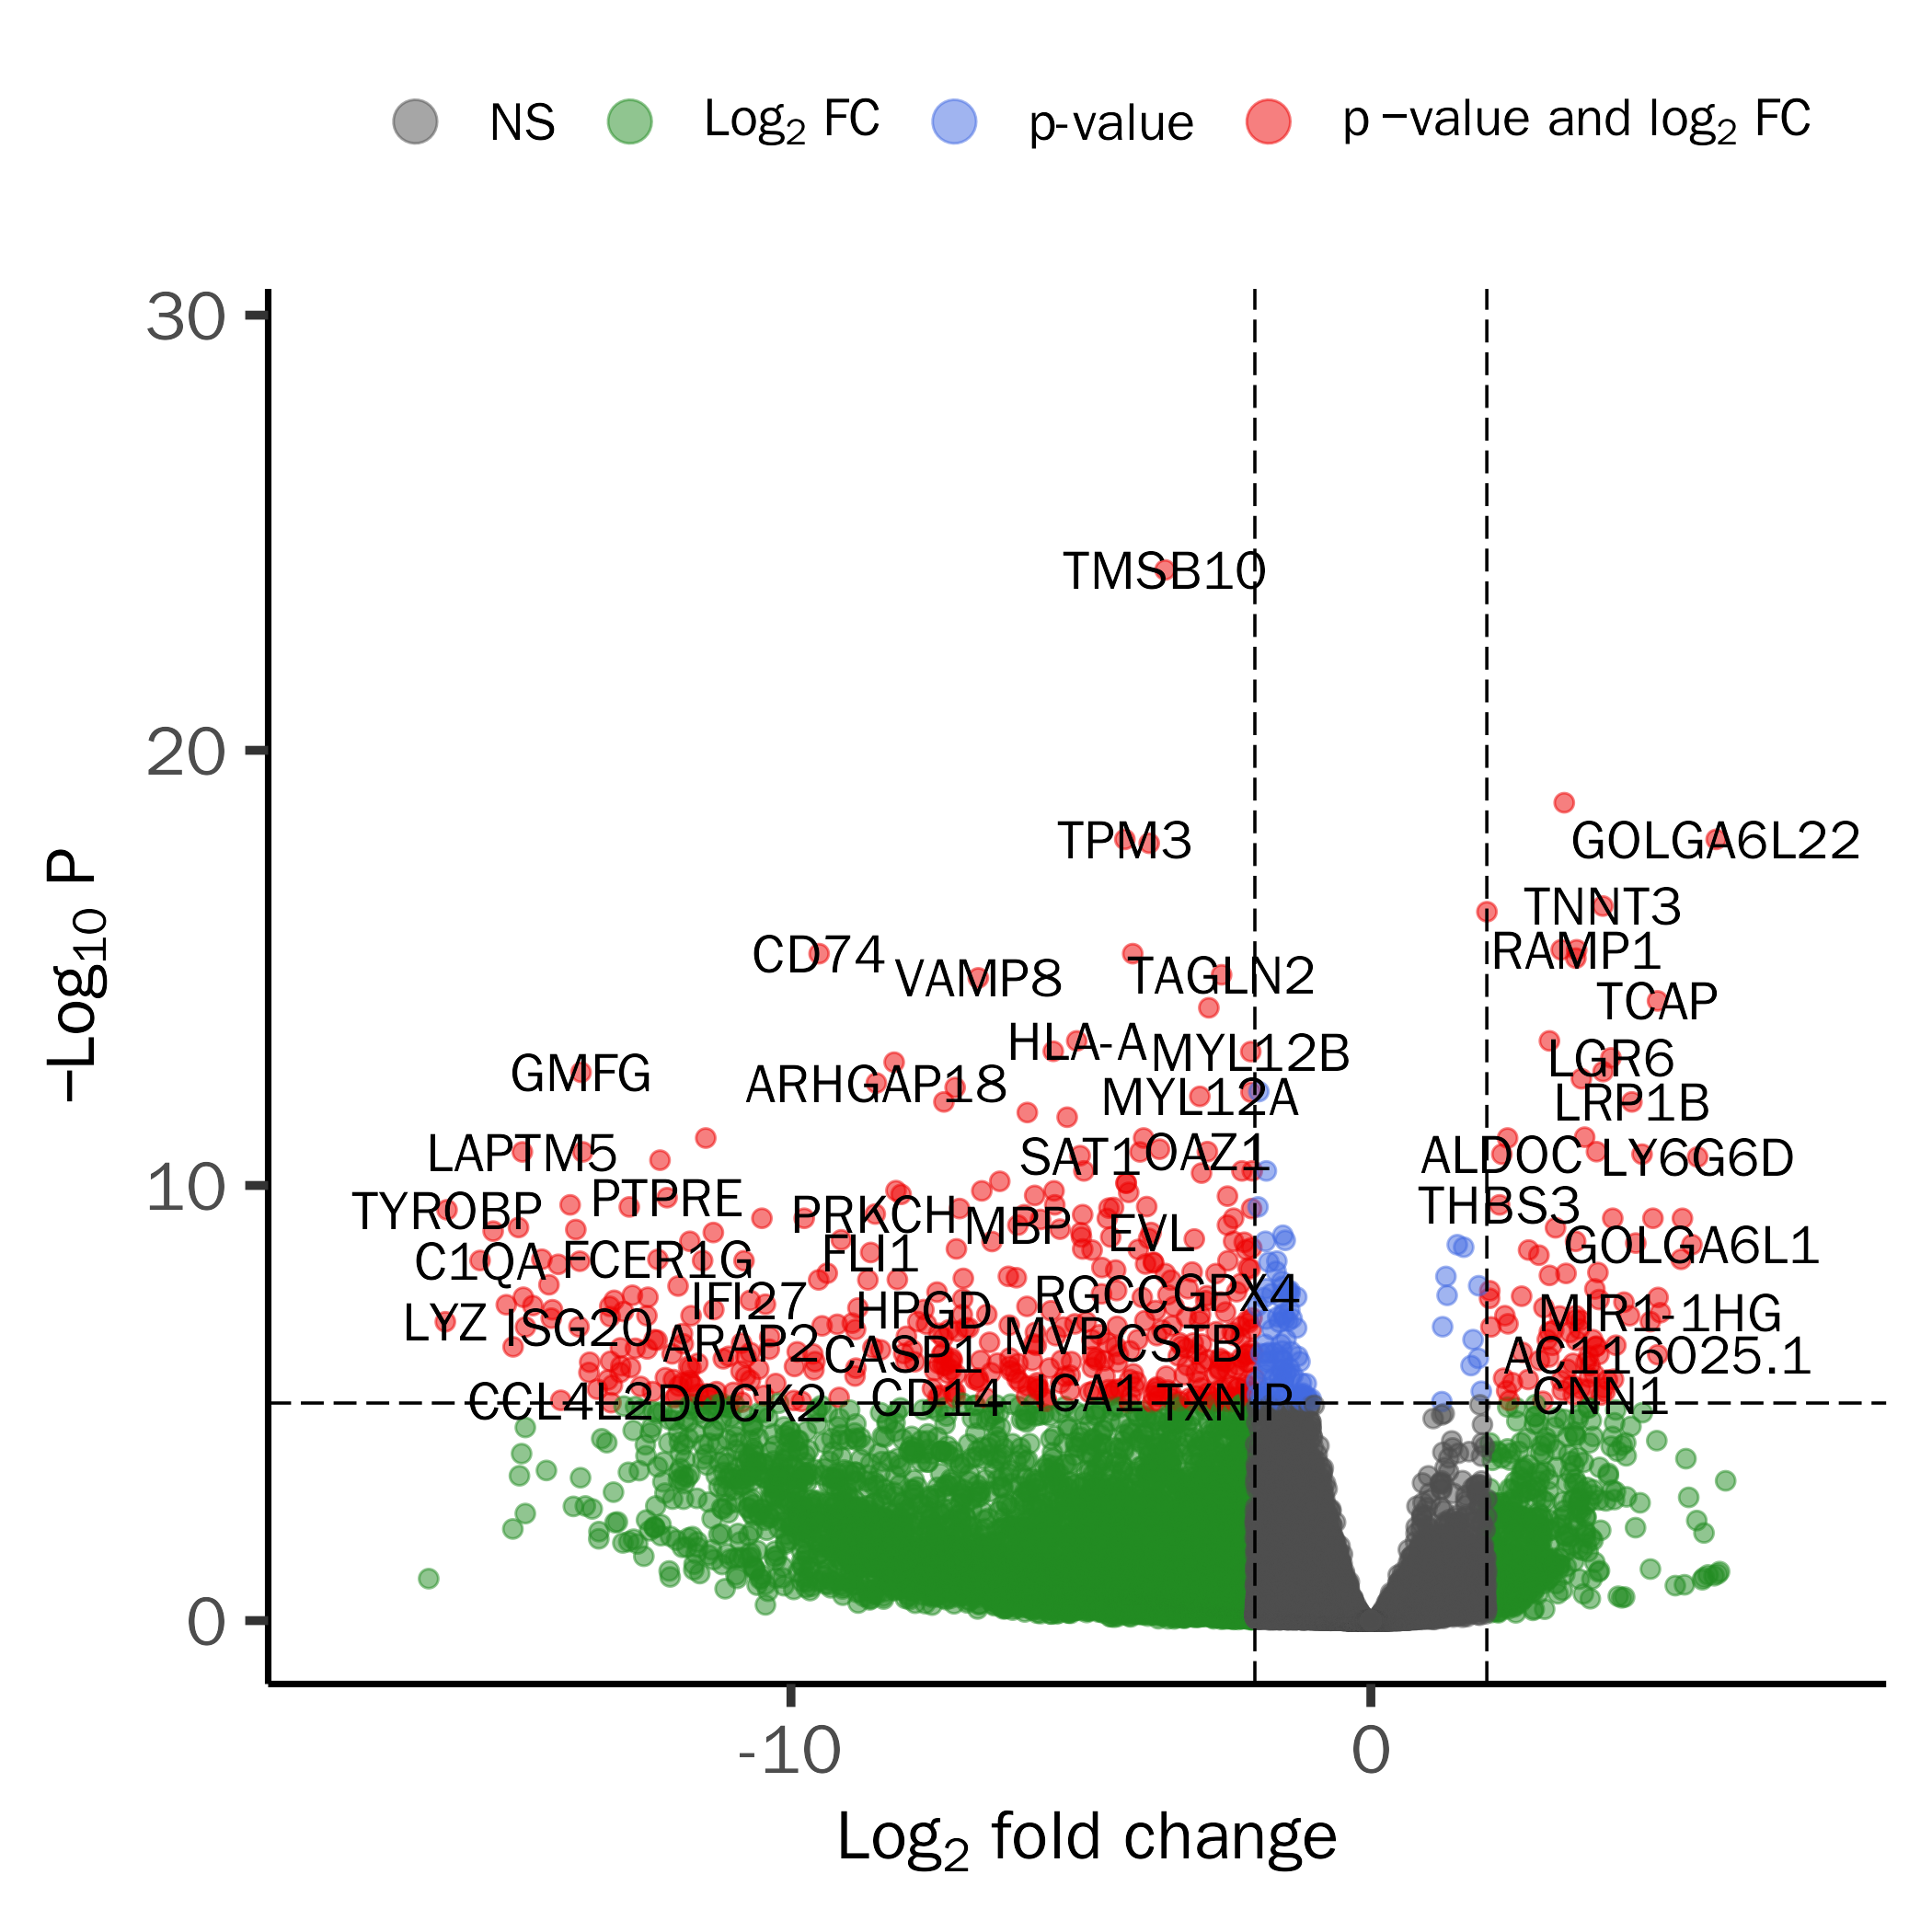 NS Log2 FC p-value p −value and log2 FC
30
TMSB10
20
TPM3 GOLGA6L22
TNNT3
CD74 RAMP1
VAMP8 TAGLN2
TCAP
HLA-A MYL12B LGR6
GMFG ARHGAP18 MYL12A LRP1B
LAPTM5 SAT1 OAZ1 ALDOC LY6G6D
10
TYROBP PTPRE PRKCH THBS3
MBP EVL
C1QA FCER1G FLI1 GOLGA6L1
IFI27 HPGD RGCC GPX4 MIR1-1HG
LYZ ISG20 ARAP2 CASP1 MVP CSTB AC116025.1
CCL4L2 DOCK2 CD14 ICA1 TXNIP CNN1
0
−Log10 P
-10 0
Log2 fold change